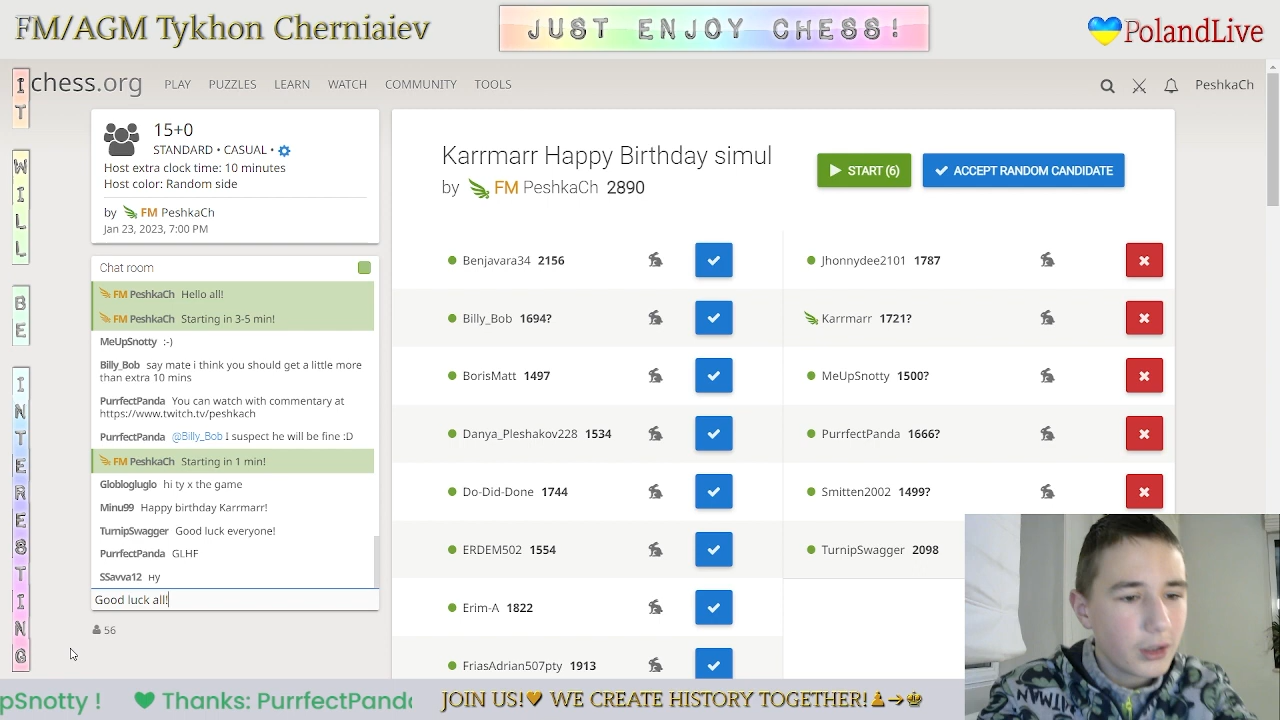 FM/AGM Tykhon Cherniaiev
JUST ENJOY CHESS!
PolandLive
IT WILL BE INTERESTING
chess.org PLAY PUZZLES LEARN WATCH COMMUNITY TOOLS PeshkaCh
15+0
STANDARD • CASUAL •
Host extra clock time: 10 minutes
Host color: Random side
by FM PeshkaCh
Jan 23, 2023, 7:00 PM
Chat room
FM PeshkaCh Hello all!
FM PeshkaCh Starting in 3-5 min!
MeUpSnotty :-)
Billy_Bob say mate i think you should get a little more
than extra 10 mins
PurrfectPanda You can watch with commentary at
https://www.twitch.tv/peshkach
PurrfectPanda @Billy_Bob I suspect he will be fine :D
FM PeshkaCh Starting in 1 min!
Globlogluglo hi ty x the game
Minu99 Happy birthday Karrmarr!
TurnipSwagger Good luck everyone!
PurrfectPanda GLHF
SSavva12 ну
Good luck all!
56
Karrmarr Happy Birthday simul
by FM PeshkaCh 2890
START (6) ACCEPT RANDOM CANDIDATE
Benjavara34 2156
Billy_Bob 1694?
BorisMatt 1497
Danya_Pleshakov228 1534
Do-Did-Done 1744
ERDEM502 1554
Erim-A 1822
FriasAdrian507pty 1913
Jhonnydee2101 1787
Karrmarr 1721?
MeUpSnotty 1500?
PurrfectPanda 1666?
Smitten2002 1499?
TurnipSwagger 2098
pSnotty ! Thanks: PurrfectPanda
JOIN US! WE CREATE HISTORY TOGETHER!